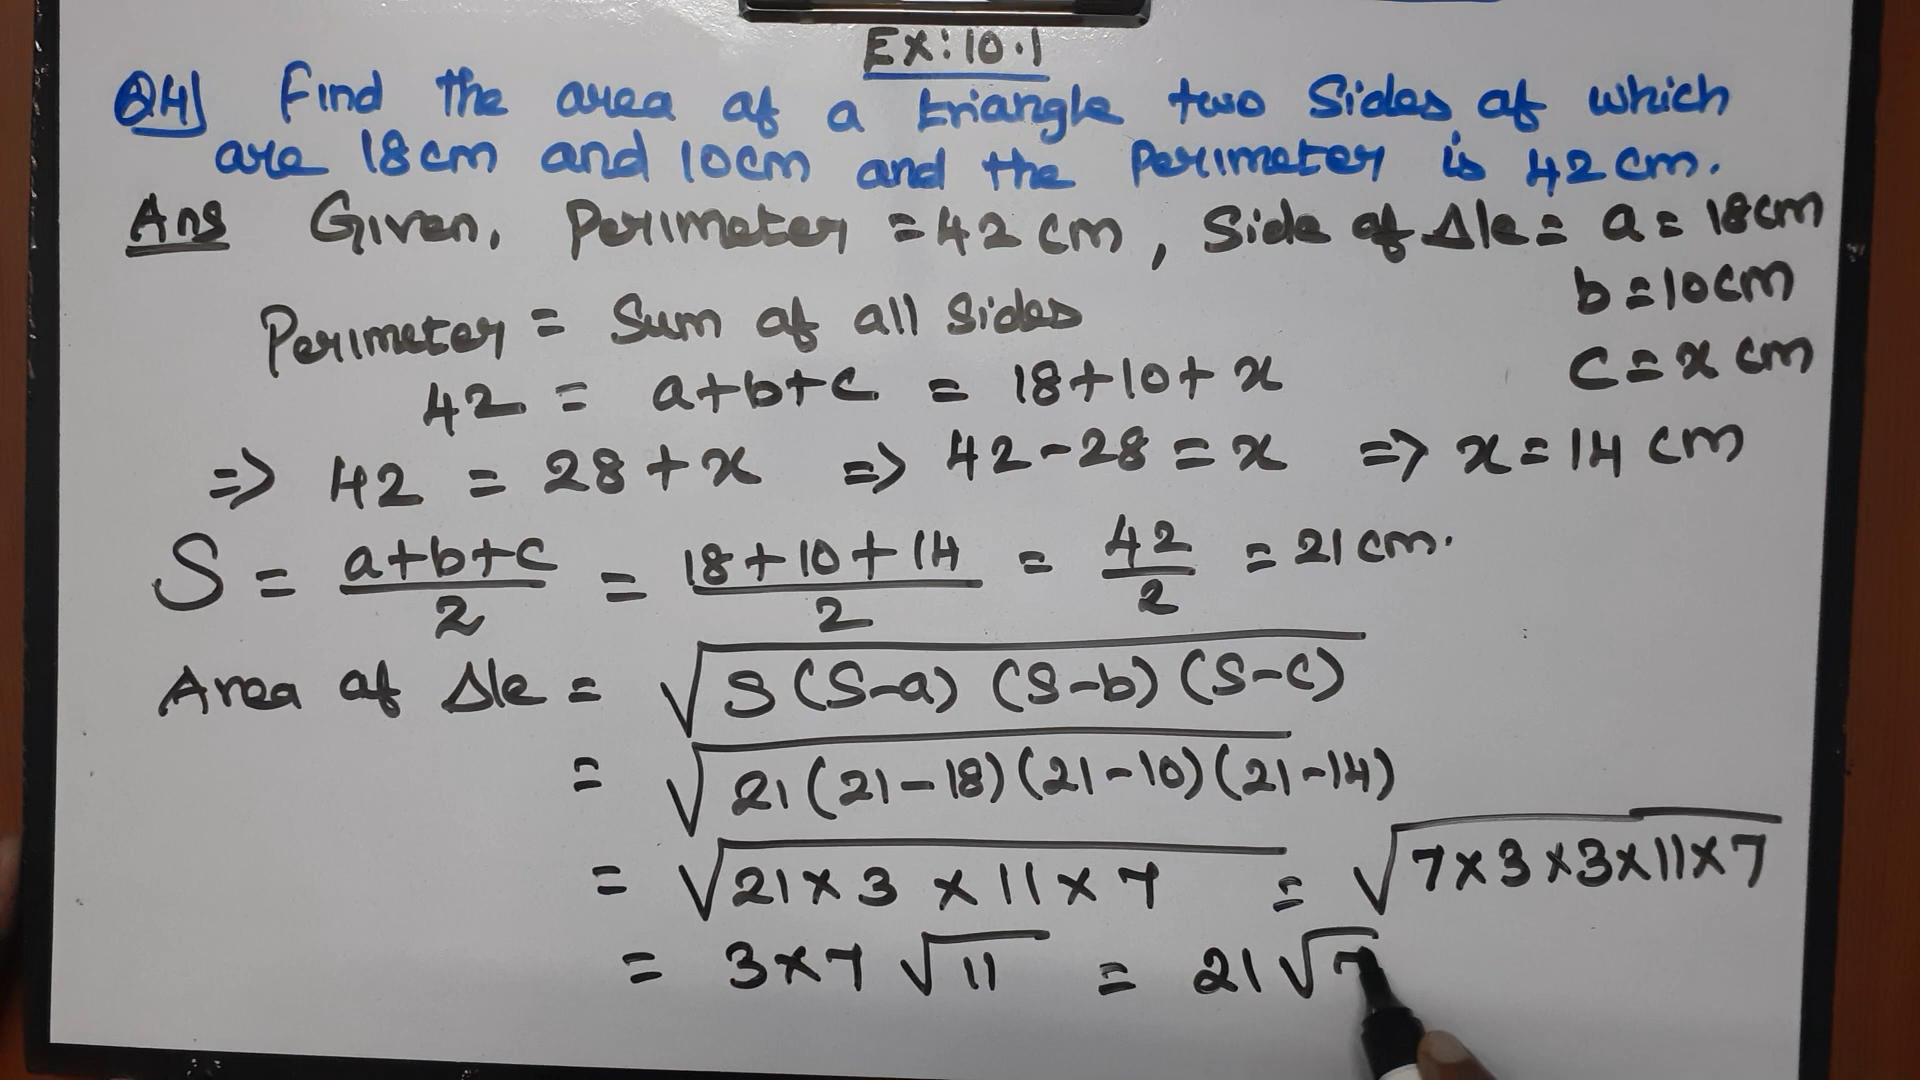 Ex: 10.1
Q4) Find the area of a triangle two sides of which
are 18cm and 10cm and the Perimeter is 42cm.
Ans Given, Perimeter = 42 cm, Side of Δle = a = 18cm
b = 10cm
c = x cm
Perimeter = Sum of all sides
42 = a+b+c = 18+10+x
=> 42 = 28+x => 42-28 = x => x = 14 cm
S = a+b+c/2 = 18+10+14/2 = 42/2 = 21cm.
Area of Δle = √S(S-a)(S-b)(S-c)
= √21(21-18)(21-10)(21-14)
= √21×3×11×7 = √7×3×3×11×7
= 3×7√11 = 21√